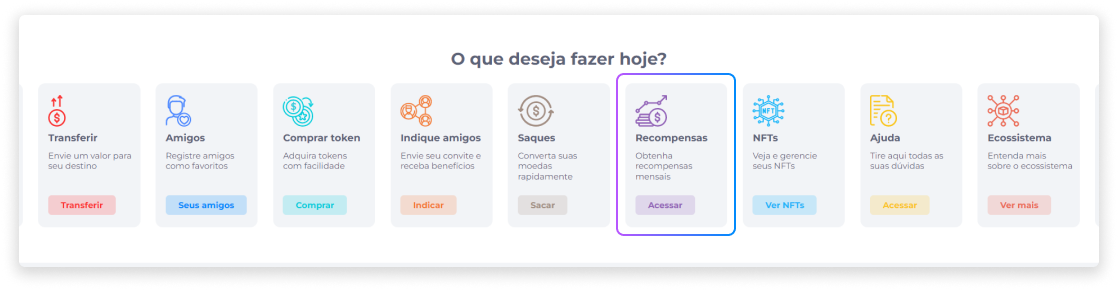 O que deseja fazer hoje?
Transferir
Envie um valor para
seu destino
Transferir
Amigos
Registre amigos
como favoritos
Seus amigos
Comprar token
Adquira tokens
com facilidade
Comprar
Indique amigos
Envie seu convite e
receba benefícios
Indicar
Saques
Converta suas
moedas
rapidamente
Sacar
Recompensas
Obtenha
recompensas
mensais
Acessar
NFT
NFTs
Veja e gerencie
seus NFTs
Ver NFTs
Ajuda
Tire aqui todas as
suas dúvidas
Acessar
Ecossistema
Entenda mais
sobre o ecossistema
Ver mais